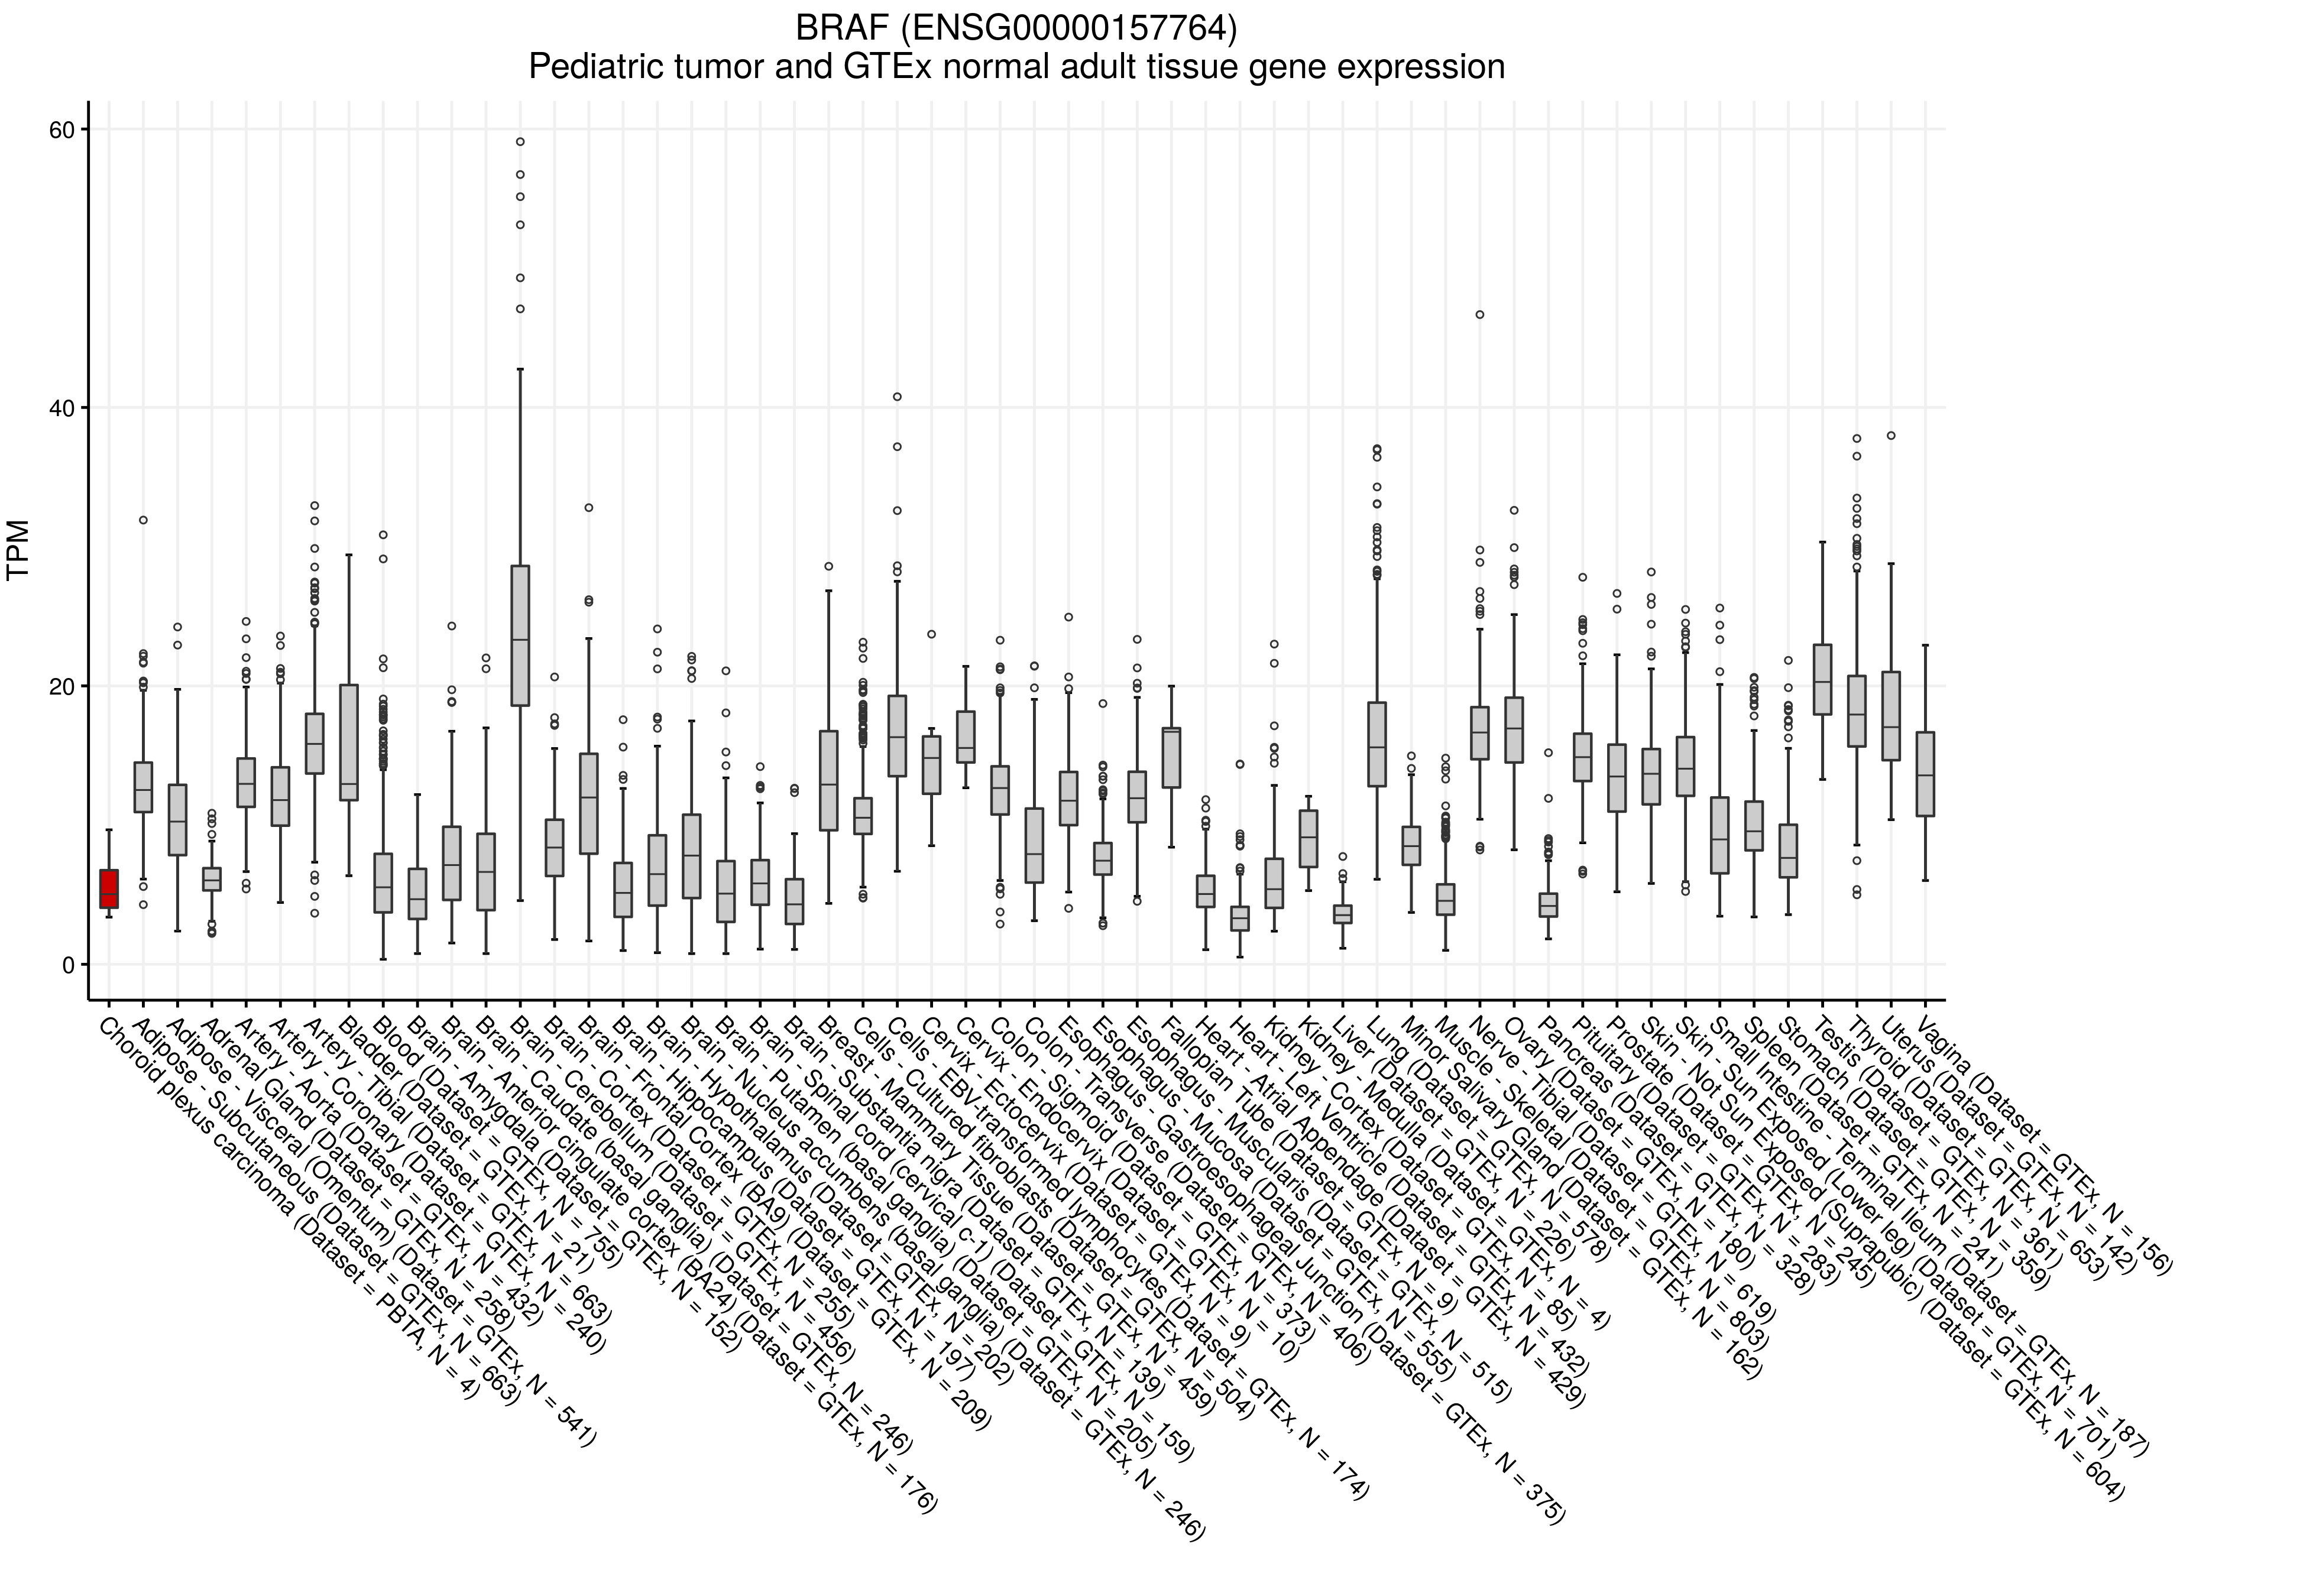 BRAF (ENSG00000157764)
Pediatric tumor and GTEx normal adult tissue gene expression
TPM
60
40
20
0
Choroid plexus carcinoma (Dataset = PBTA, N = 4)
Adipose - Subcutaneous (Dataset = GTEx, N = 663)
Adipose - Visceral (Omentum) (Dataset = GTEx, N = 541)
Adrenal Gland (Dataset = GTEx, N = 258)
Artery - Aorta (Dataset = GTEx, N = 432)
Artery - Coronary (Dataset = GTEx, N = 240)
Artery - Tibial (Dataset = GTEx, N = 663)
Bladder (Dataset = GTEx, N = 21)
Blood (Dataset = GTEx, N = 755)
Brain - Amygdala (Dataset = GTEx, N = 152)
Brain - Anterior cingulate cortex (BA24) (Dataset = GTEx, N = 176)
Brain - Caudate (basal ganglia) (Dataset = GTEx, N = 246)
Brain - Cerebellum (Dataset = GTEx, N = 456)
Brain - Cortex (Dataset = GTEx, N = 255)
Brain - Frontal Cortex (BA9) (Dataset = GTEx, N = 209)
Brain - Hippocampus (Dataset = GTEx, N = 197)
Brain - Hypothalamus (Dataset = GTEx, N = 202)
Brain - Nucleus accumbens (basal ganglia) (Dataset = GTEx, N = 246)
Brain - Putamen (basal ganglia) (Dataset = GTEx, N = 205)
Brain - Spinal cord (cervical c-1) (Dataset = GTEx, N = 159)
Brain - Substantia nigra (Dataset = GTEx, N = 139)
Breast - Mammary Tissue (Dataset = GTEx, N = 459)
Cells - Cultured fibroblasts (Dataset = GTEx, N = 504)
Cells - EBV-transformed lymphocytes (Dataset = GTEx, N = 174)
Cervix - Ectocervix (Dataset = GTEx, N = 9)
Cervix - Endocervix (Dataset = GTEx, N = 10)
Colon - Sigmoid (Dataset = GTEx, N = 373)
Colon - Transverse (Dataset = GTEx, N = 406)
Esophagus - Gastroesophageal Junction (Dataset = GTEx, N = 375)
Esophagus - Mucosa (Dataset = GTEx, N = 555)
Esophagus - Muscularis (Dataset = GTEx, N = 515)
Fallopian Tube (Dataset = GTEx, N = 9)
Heart - Atrial Appendage (Dataset = GTEx, N = 429)
Heart - Left Ventricle (Dataset = GTEx, N = 432)
Kidney - Cortex (Dataset = GTEx, N = 85)
Kidney - Medulla (Dataset = GTEx, N = 4)
Liver (Dataset = GTEx, N = 226)
Lung (Dataset = GTEx, N = 578)
Minor Salivary Gland (Dataset = GTEx, N = 162)
Muscle - Skeletal (Dataset = GTEx, N = 803)
Nerve - Tibial (Dataset = GTEx, N = 619)
Ovary (Dataset = GTEx, N = 180)
Pancreas (Dataset = GTEx, N = 328)
Pituitary (Dataset = GTEx, N = 283)
Prostate (Dataset = GTEx, N = 245)
Skin - Not Sun Exposed (Suprapubic) (Dataset = GTEx, N = 604)
Skin - Sun Exposed (Lower leg) (Dataset = GTEx, N = 701)
Small Intestine - Terminal Ileum (Dataset = GTEx, N = 187)
Spleen (Dataset = GTEx, N = 241)
Stomach (Dataset = GTEx, N = 359)
Testis (Dataset = GTEx, N = 361)
Thyroid (Dataset = GTEx, N = 653)
Uterus (Dataset = GTEx, N = 142)
Vagina (Dataset = GTEx, N = 156)